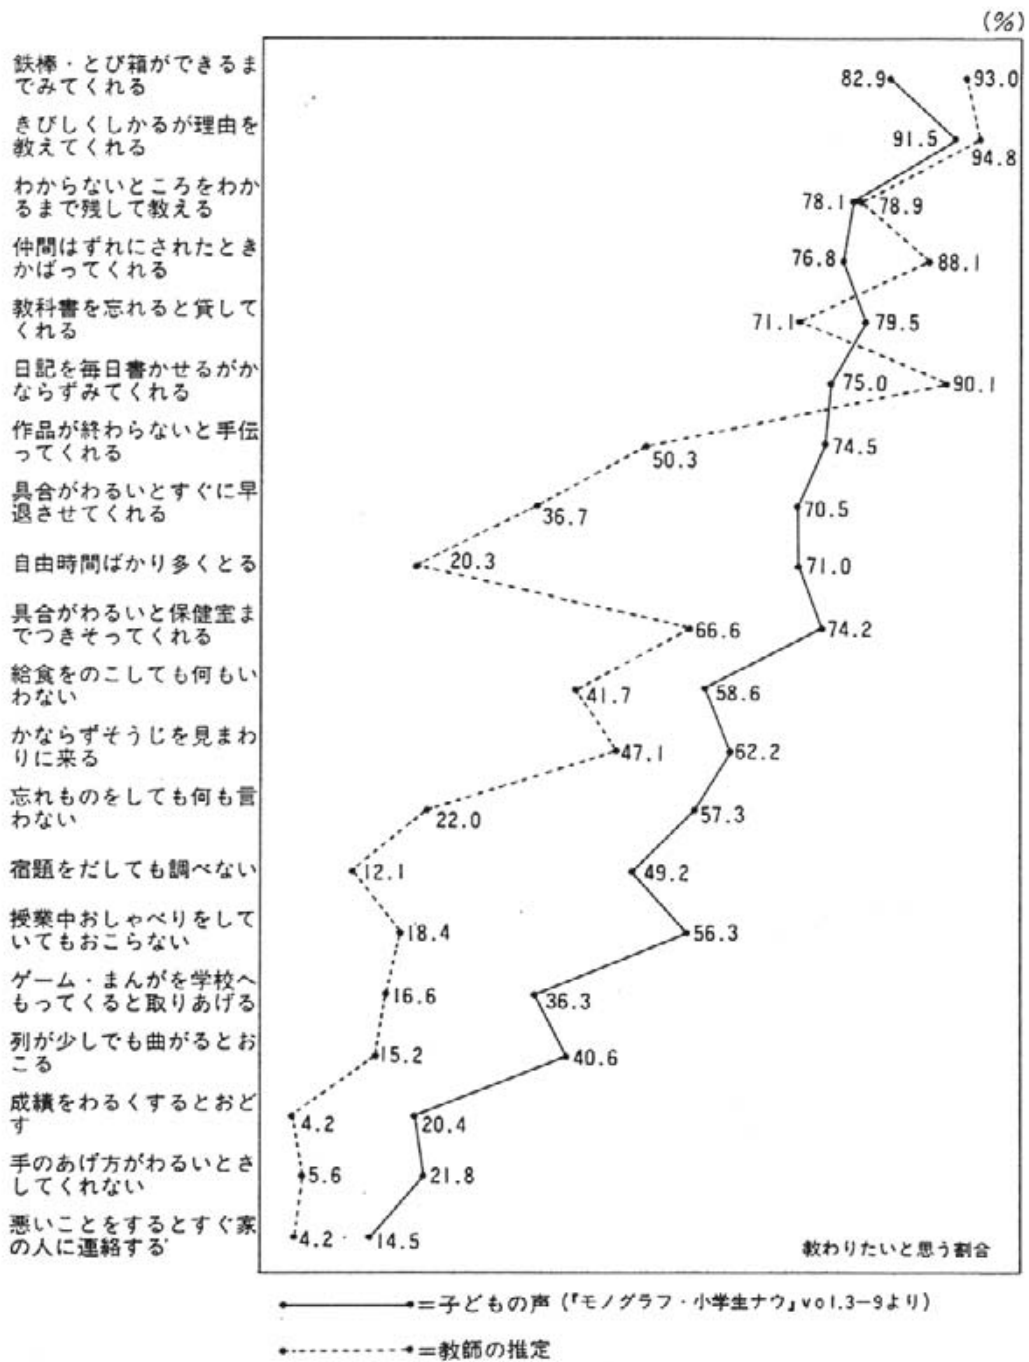 (%)
鉄棒・とび箱ができるま
でみてくれる
82.9
93.0
きびしくしかるが理由を
教えてくれる
91.5
94.8
わからないところをわか
るまで残して教える
78.1
78.9
仲間はずれにされたとき
かばってくれる
76.8
88.1
教科書を忘れると貸して
くれる
71.1
79.5
日記を毎日書かせるがか
ならずみてくれる
75.0
90.1
作品が終わらないと手伝
ってくれる
50.3
74.5
具合がわるいとすぐに早
退させてくれる
36.7
70.5
自由時間ばかり多くとる
20.3
71.0
具合がわるいと保健室ま
でつきそってくれる
66.6
74.2
給食をのこしても何もい
わない
41.7
58.6
かならずそうじを見まわ
りに来る
47.1
62.2
忘れものをしても何も言
わない
22.0
57.3
宿題をだしても調べない
12.1
49.2
授業中おしゃべりをして
いてもおこらない
18.4
56.3
ゲーム・まんがを学校へ
もってくると取りあげる
16.6
36.3
列が少しでも曲がるとお
こる
15.2
40.6
成績をわるくするとおど
す
4.2
20.4
手のあげ方がわるいとさ
してくれない
5.6
21.8
悪いことをするとすぐ家
の人に連絡する
4.2
14.5
教わりたいと思う割合
=子どもの声(『モノグラフ・小学生ナウ』vol.3−9より)
=教師の推定